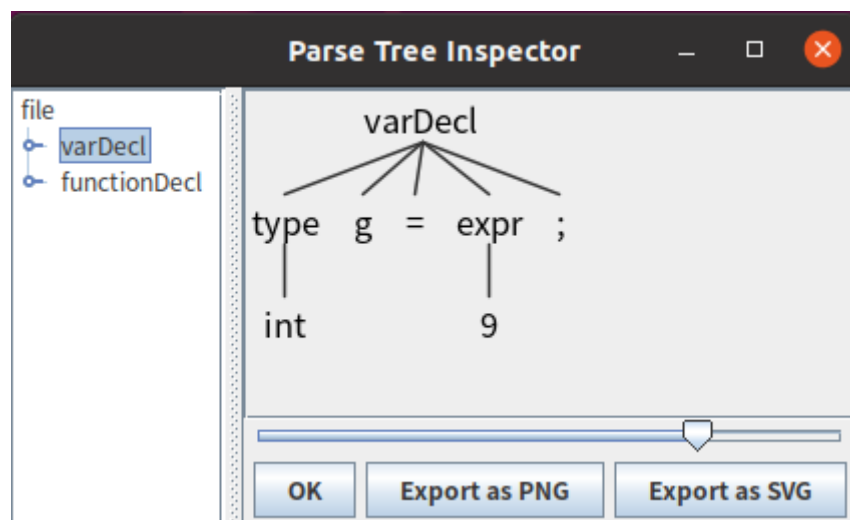 Parse Tree Inspector
file
varDecl
functionDecl
varDecl
type g = expr ;
int 9
OK Export as PNG Export as SVG